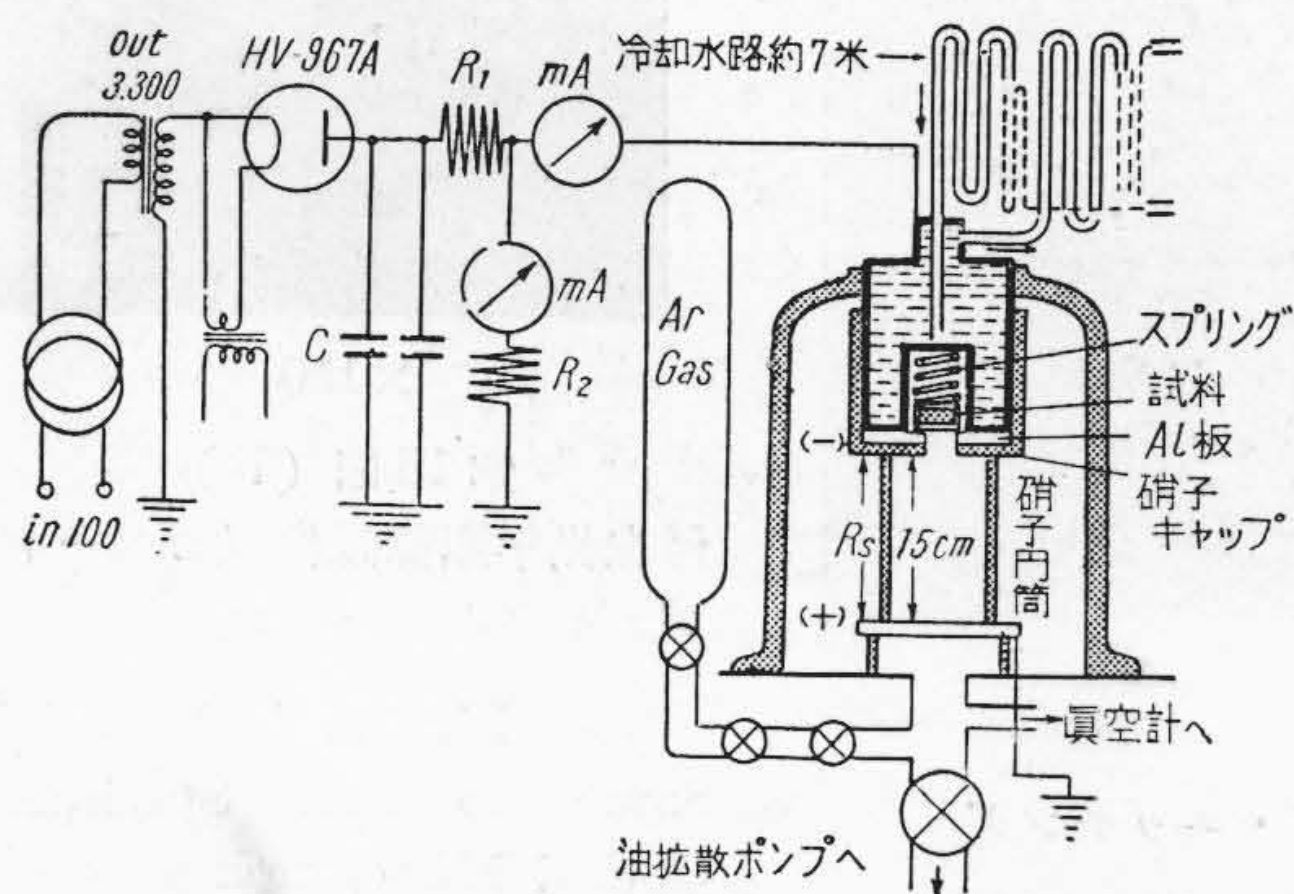 out
3.300
HV-967A
R1
mA
冷却水路約7米
mA
C
R2
in 100
Ar
Gas
スプリング
試料
Al板
硝子
キャップ
(−)
Rs
15cm
硝子円筒
(+)
眞空計へ
油拡散ポンプへ